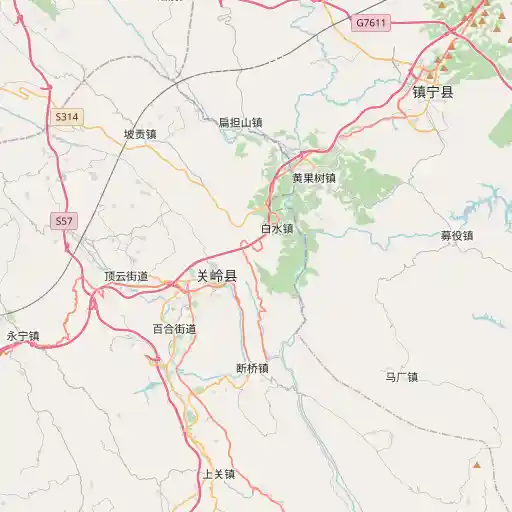 G7611
镇宁县
S314
扁担山镇
坡贡镇
黄果树镇
S57
白水镇
募役镇
顶云街道
关岭县
百合街道
永宁镇
断桥镇
马厂镇
上关镇